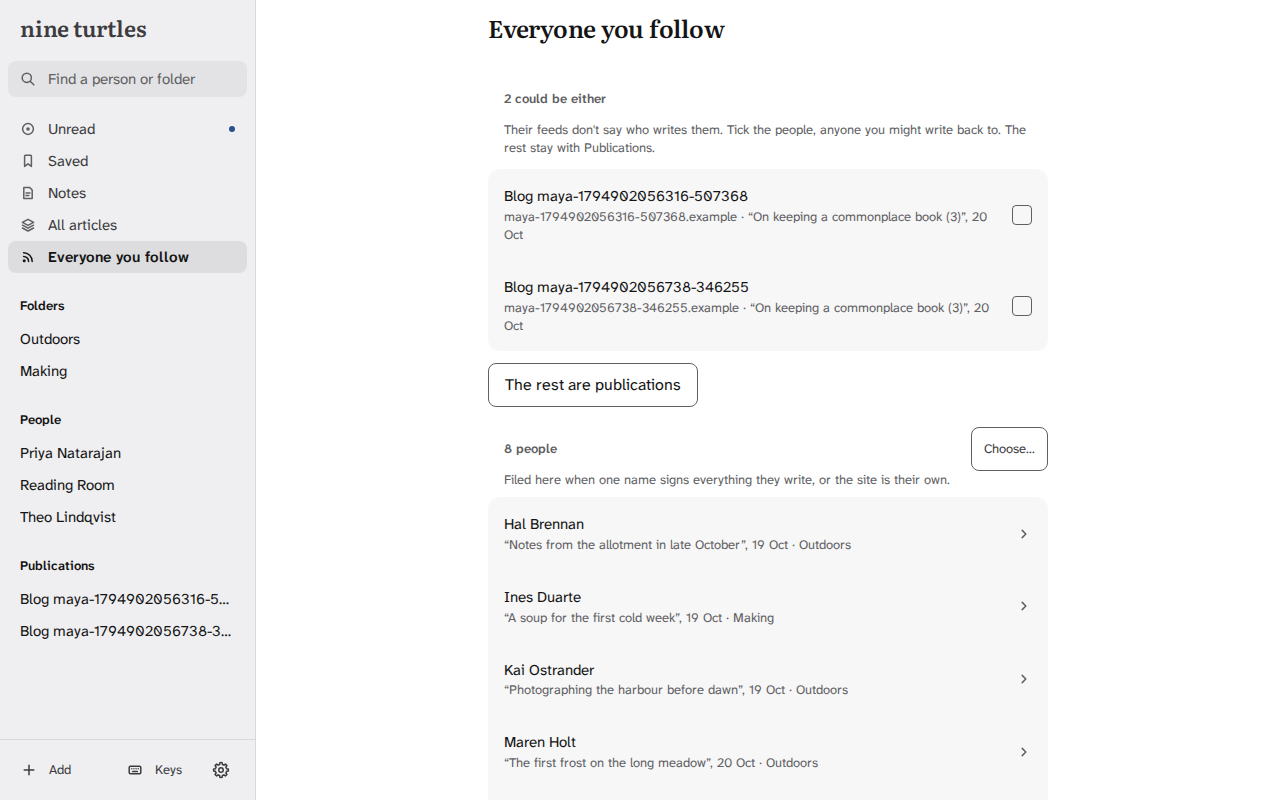 nine turtles
Find a person or folder
Unread
Saved
Notes
All articles
Everyone you follow
Folders
Outdoors
Making
People
Priya Natarajan
Reading Room
Theo Lindqvist
Publications
Blog maya-1794902056316-5...
Blog maya-1794902056738-3...
Add
Keys
Everyone you follow
2 could be either
Their feeds don't say who writes them. Tick the people, anyone you might write back to. The
rest stay with Publications.
Blog maya-1794902056316-507368
maya-1794902056316-507368.example · “On keeping a commonplace book (3)”, 20
Oct
Blog maya-1794902056738-346255
maya-1794902056738-346255.example · “On keeping a commonplace book (3)”, 20
Oct
The rest are publications
8 people
Choose...
Filed here when one name signs everything they write, or the site is their own.
Hal Brennan
“Notes from the allotment in late October”, 19 Oct · Outdoors
Ines Duarte
“A soup for the first cold week”, 19 Oct · Making
Kai Ostrander
“Photographing the harbour before dawn”, 19 Oct · Outdoors
Maren Holt
“The first frost on the long meadow”, 20 Oct · Outdoors